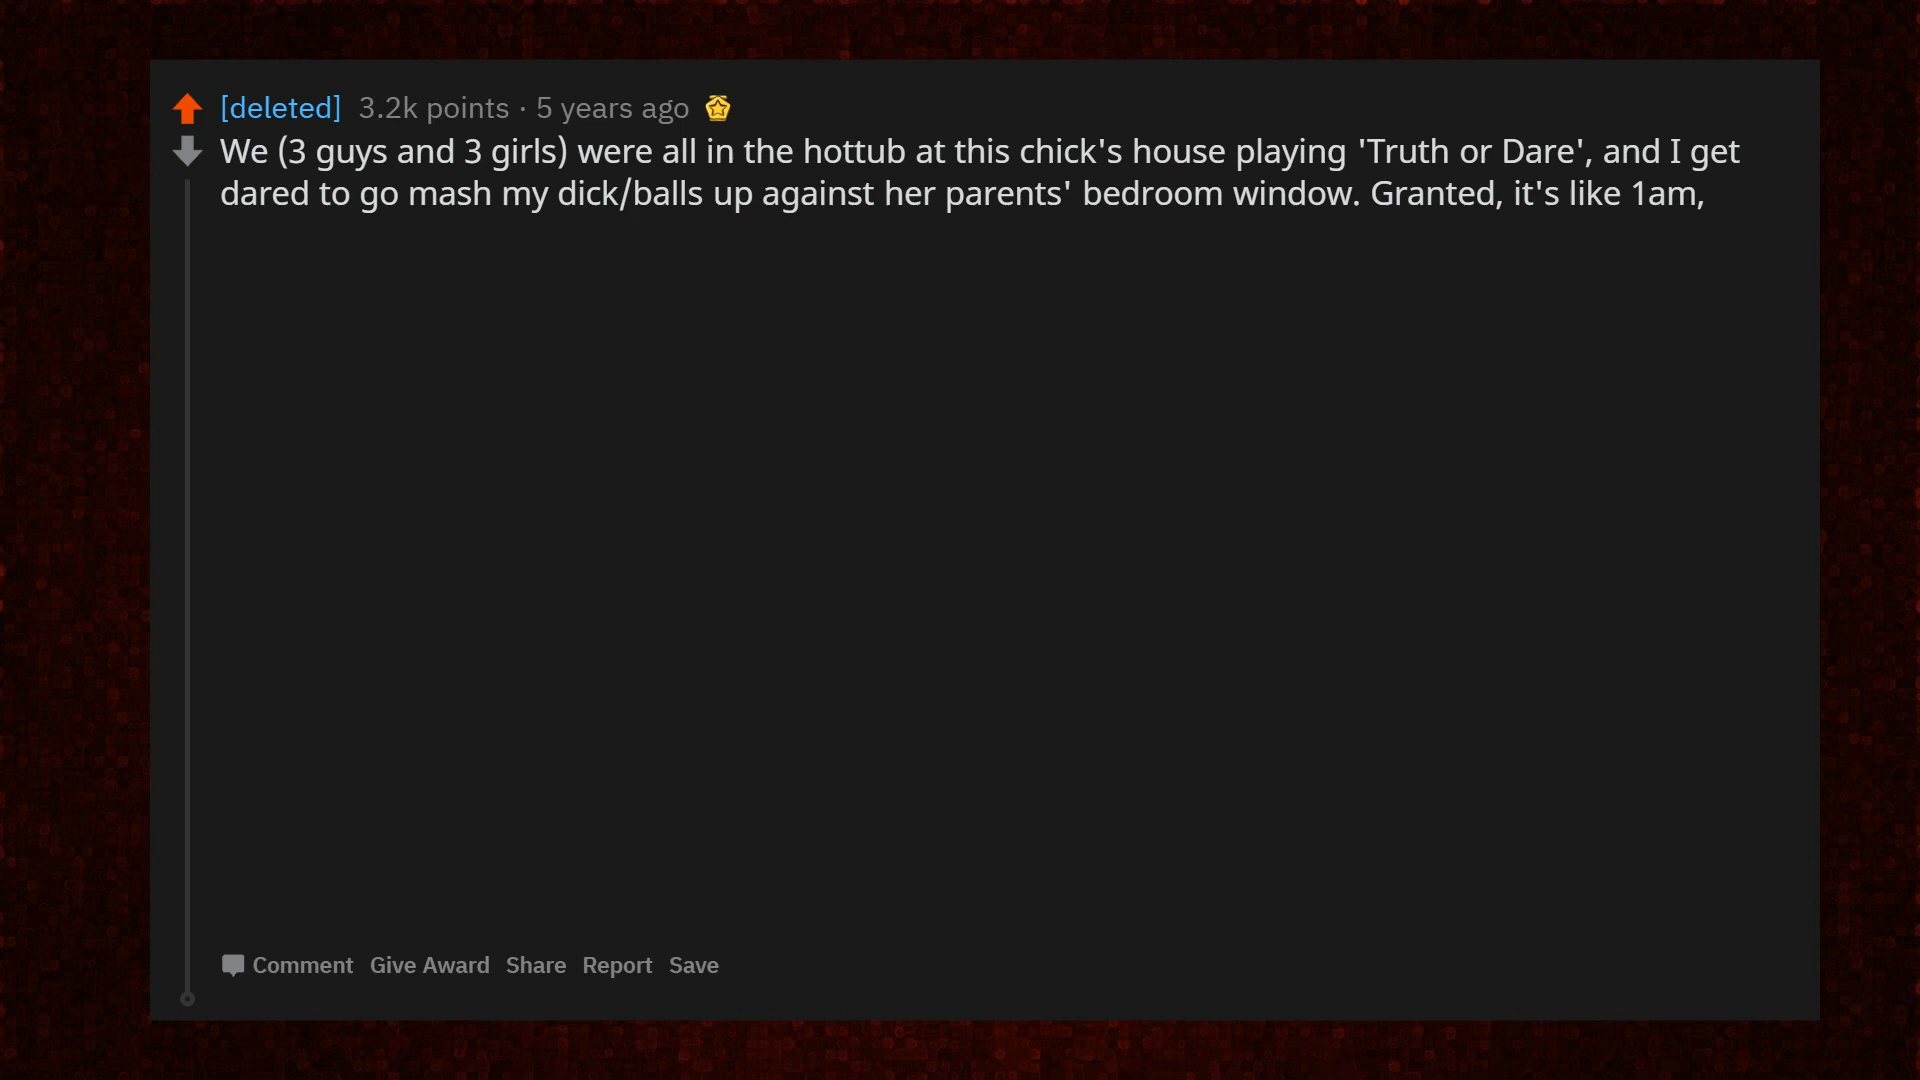 [deleted] 3.2k points · 5 years ago
We (3 guys and 3 girls) were all in the hottub at this chick's house playing 'Truth or Dare', and I get
dared to go mash my dick/balls up against her parents' bedroom window. Granted, it's like 1am,
Comment Give Award Share Report Save